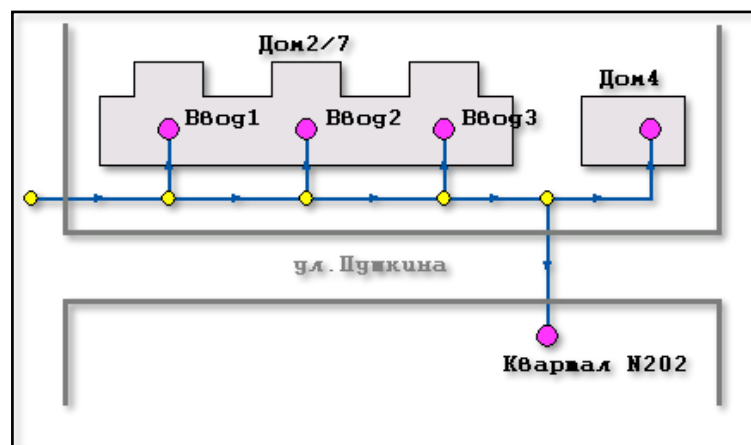 Дом2/7
Дом4
Ввод1
Ввод2
Ввод3
ул.Пушкина
Квартал N202